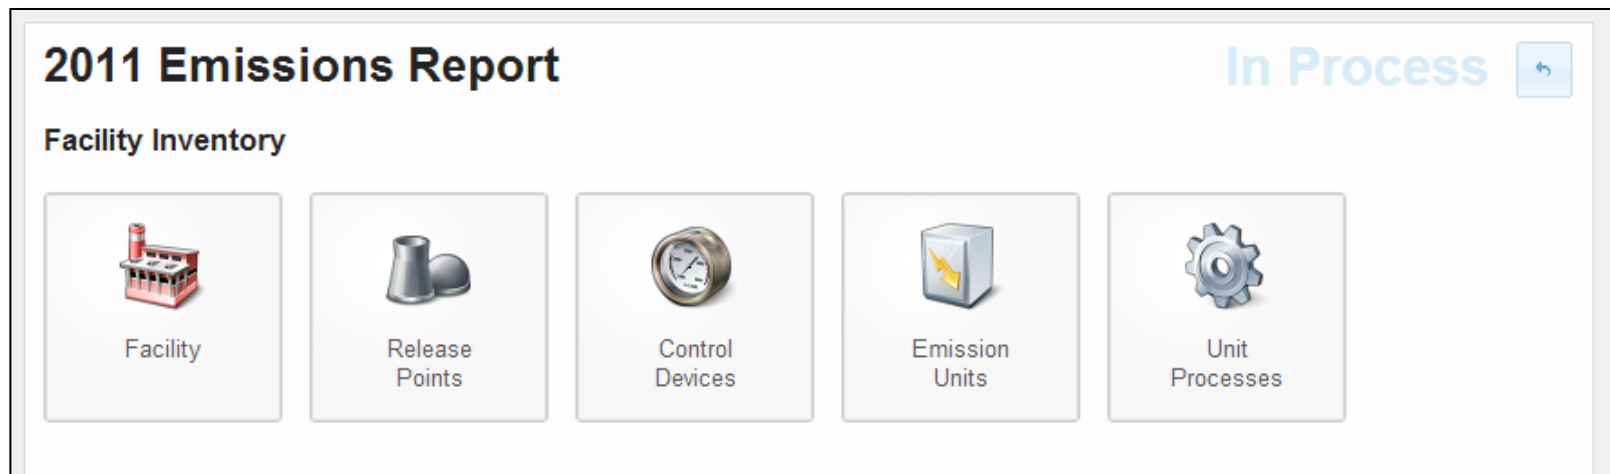 2011 Emissions Report
In Process
Facility Inventory
Facility
Release
Points
Control
Devices
Emission
Units
Unit
Processes